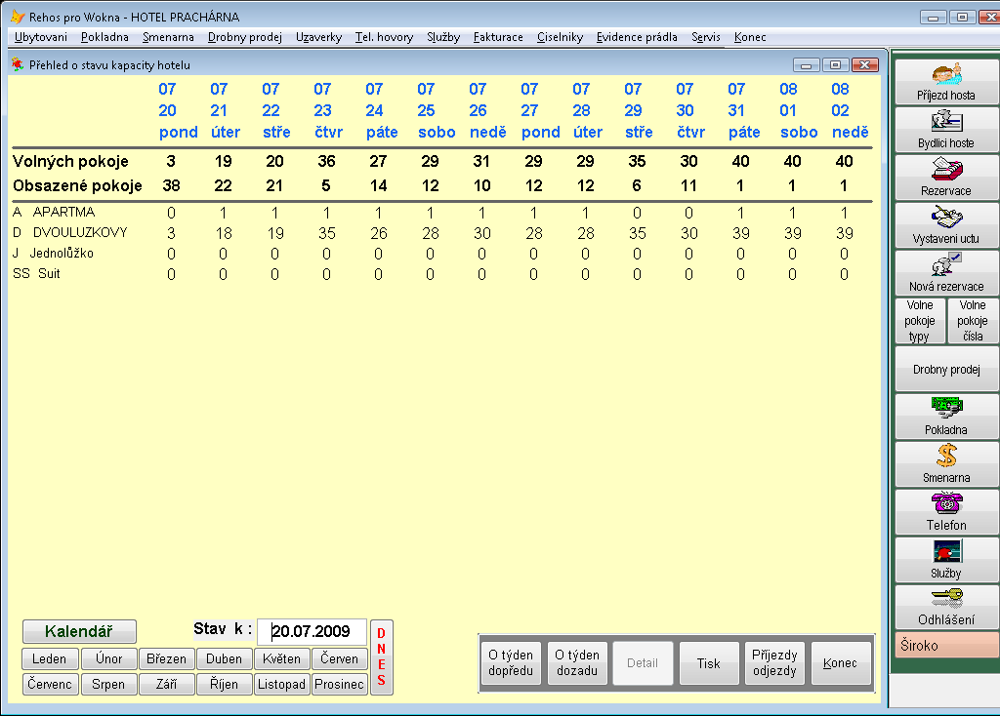 Rehos pro Wokna - HOTEL PRACHÁRNA
Ubytovani Pokladna Smenarna Drobny prodej Uzaverky Tel. hovory Služby Fakturace Ciselniky Evidence prádla Servis Konec
Přehled o stavu kapacity hotelu
07 07 07 07 07 07 07 07 07 07 07 07 08 08
20 21 22 23 24 25 26 27 28 29 30 31 01 02
pond úter stře čtvr páte sobo nedě pond úter stře čtvr páte sobo nedě
Volných pokoje 3 19 20 36 27 29 31 29 29 35 30 40 40 40
Obsazené pokoje 38 22 21 5 14 12 10 12 12 6 11 1 1 1
A APARTMA 0 1 1 1 1 1 1 1 1 0 0 1 1 1
D DVOULUZKOVY 3 18 19 35 26 28 30 28 28 35 30 39 39 39
J Jednolůžko 0 0 0 0 0 0 0 0 0 0 0 0 0 0
SS Suit 0 0 0 0 0 0 0 0 0 0 0 0 0 0
Kalendář Stav k : 20.07.2009
Leden Únor Březen Duben Květen Červen
Červenc Srpen Září Říjen Listopad Prosinec
DNES
O týden
dopředu
O týden
dozadu
Detail
Tisk
Příjezdy
odjezdy
Konec
Příjezd hosta
Bydlici hoste
Rezervace
Vystaveni uctu
Nová rezervace
Volne
pokoje
typy
Volne
pokoje
čísla
Drobny prodej
Pokladna
Smenarna
Telefon
Služby
Odhlášení
Široko